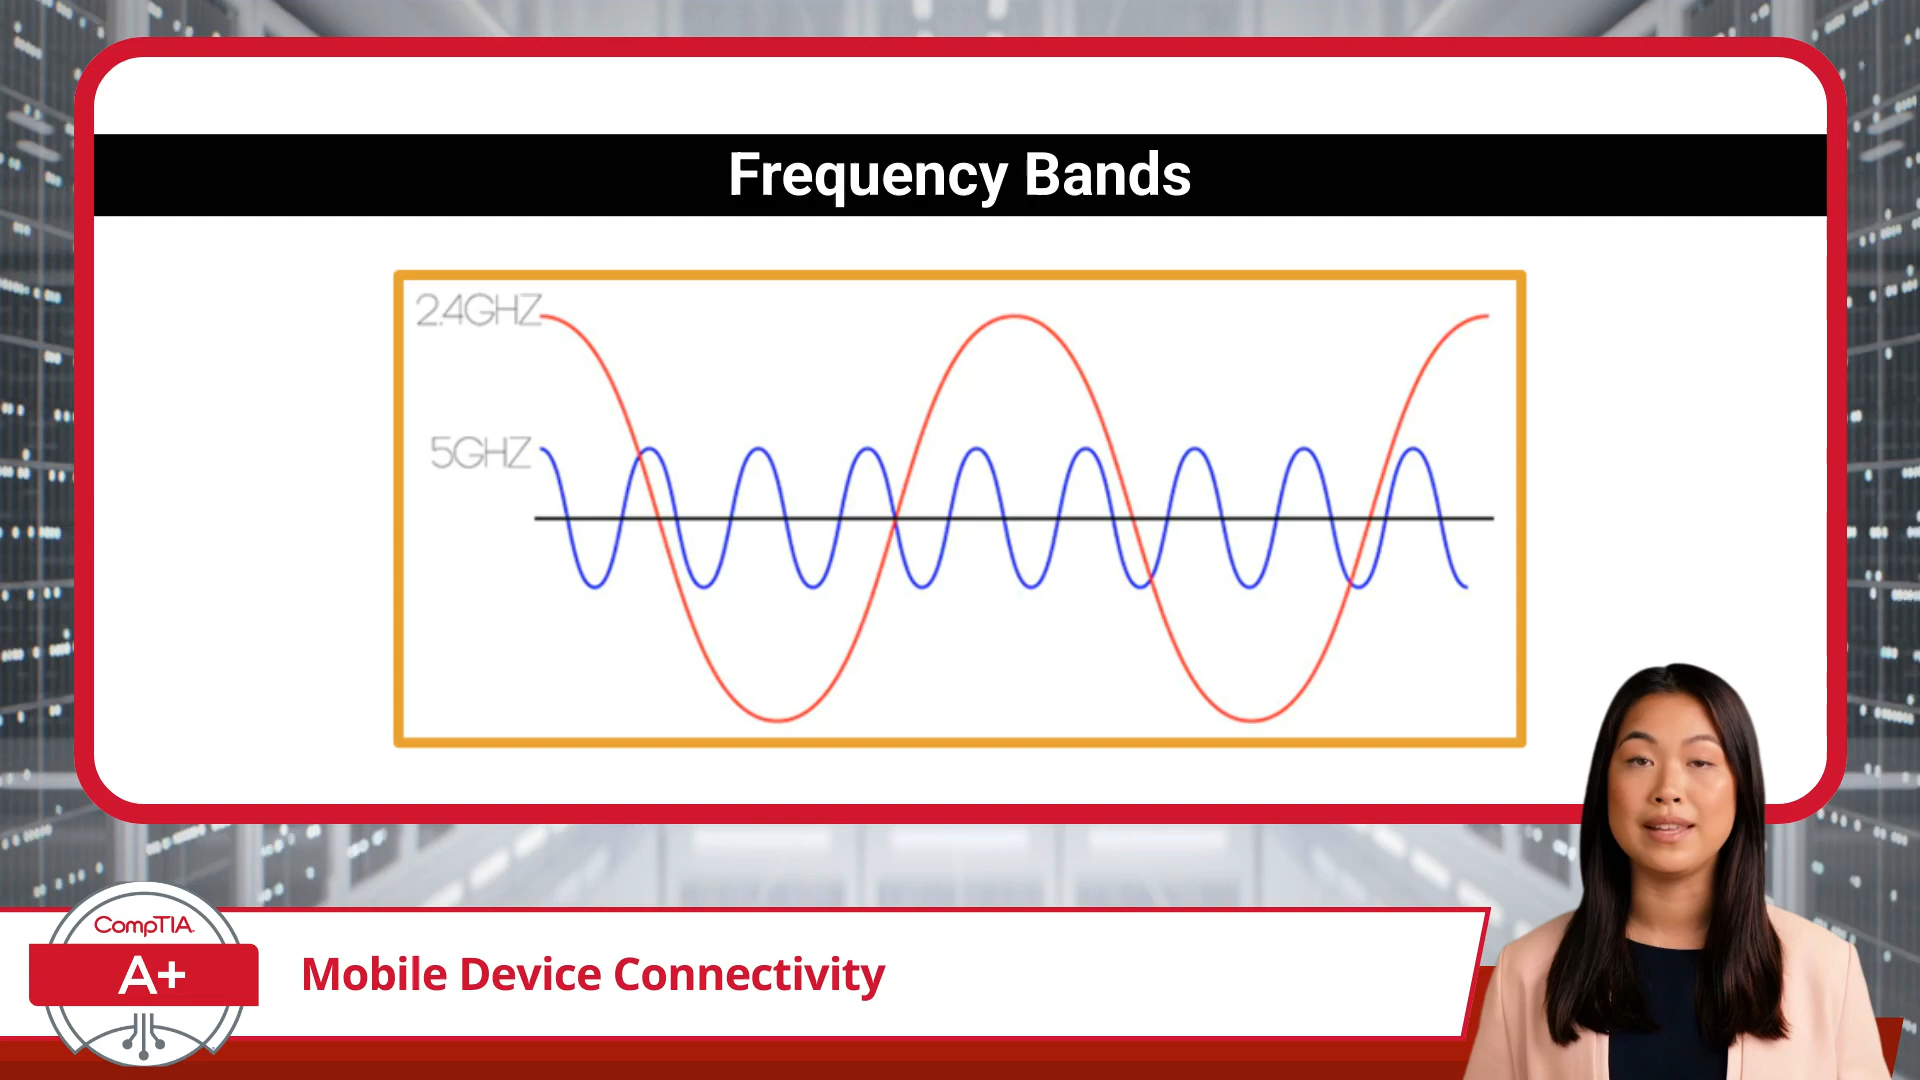 Frequency Bands
2.4GHZ
5GHZ
CompTIA.
A+
Mobile Device Connectivity